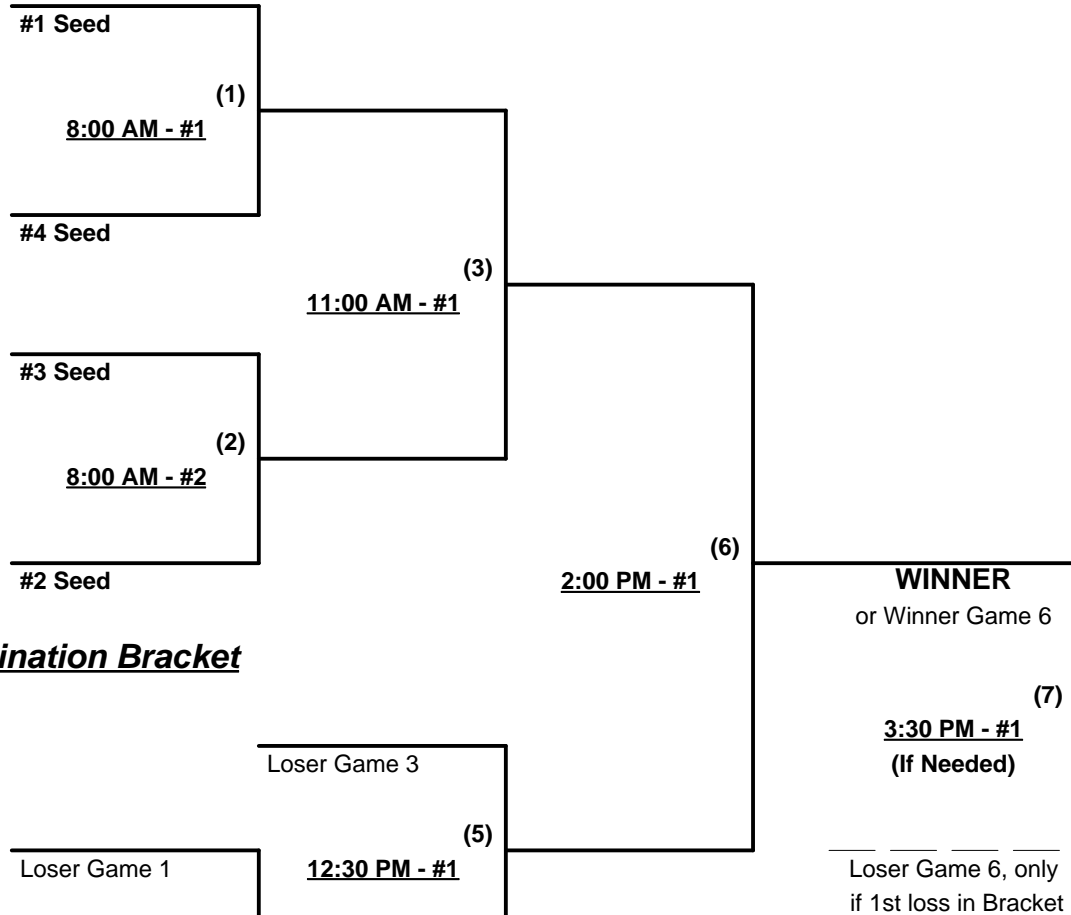 #1 Seed
(1)
8:00 AM - #1
#4 Seed
(3)
11:00 AM - #1
#3 Seed
(2)
8:00 AM - #2
#2 Seed
(6)
2:00 PM - #1
WINNER
or Winner Game 6
Bracket
(7)
3:30 PM - #1
(If Needed)
Loser Game 3
(5)
12:30 PM - #1
Loser Game 1
Loser Game 6, only
if 1st loss in Bracket